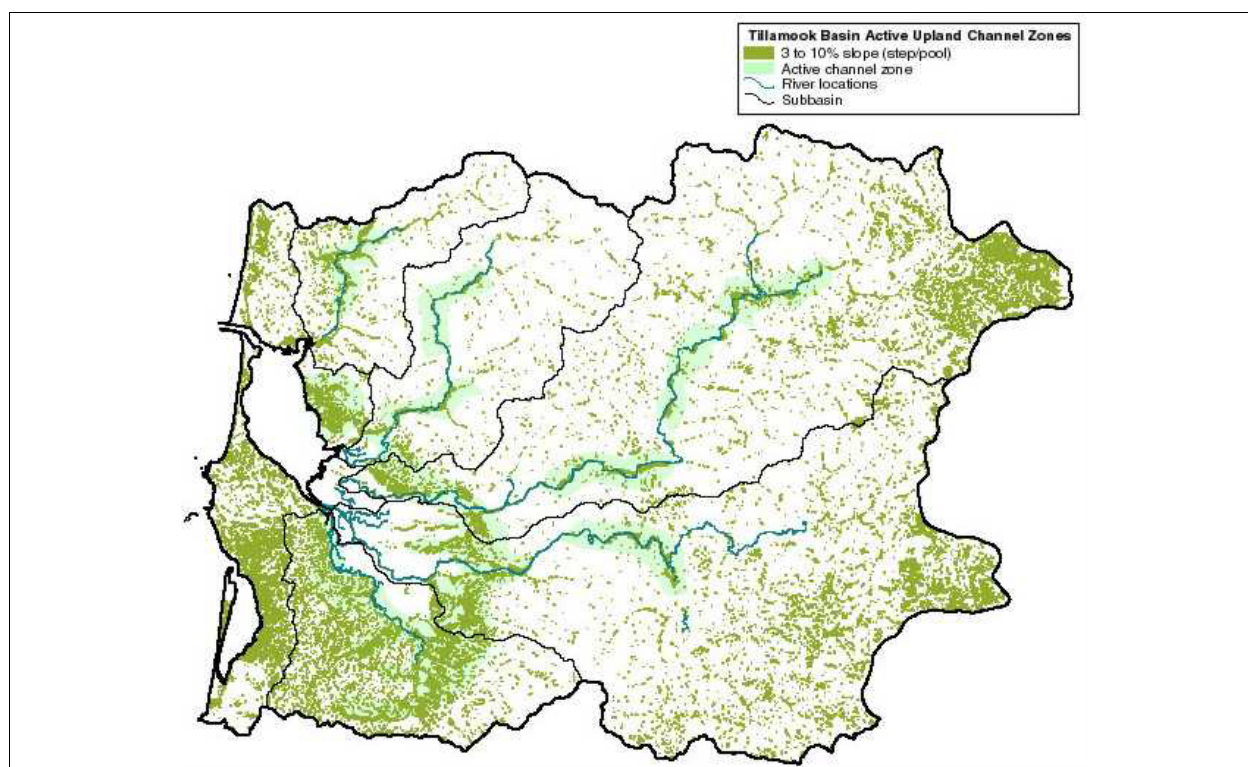 Tillamook Basin Active Upland Channel Zones
3 to 10% slope (step/pool)
Active channel zone
River locations
Subbasin